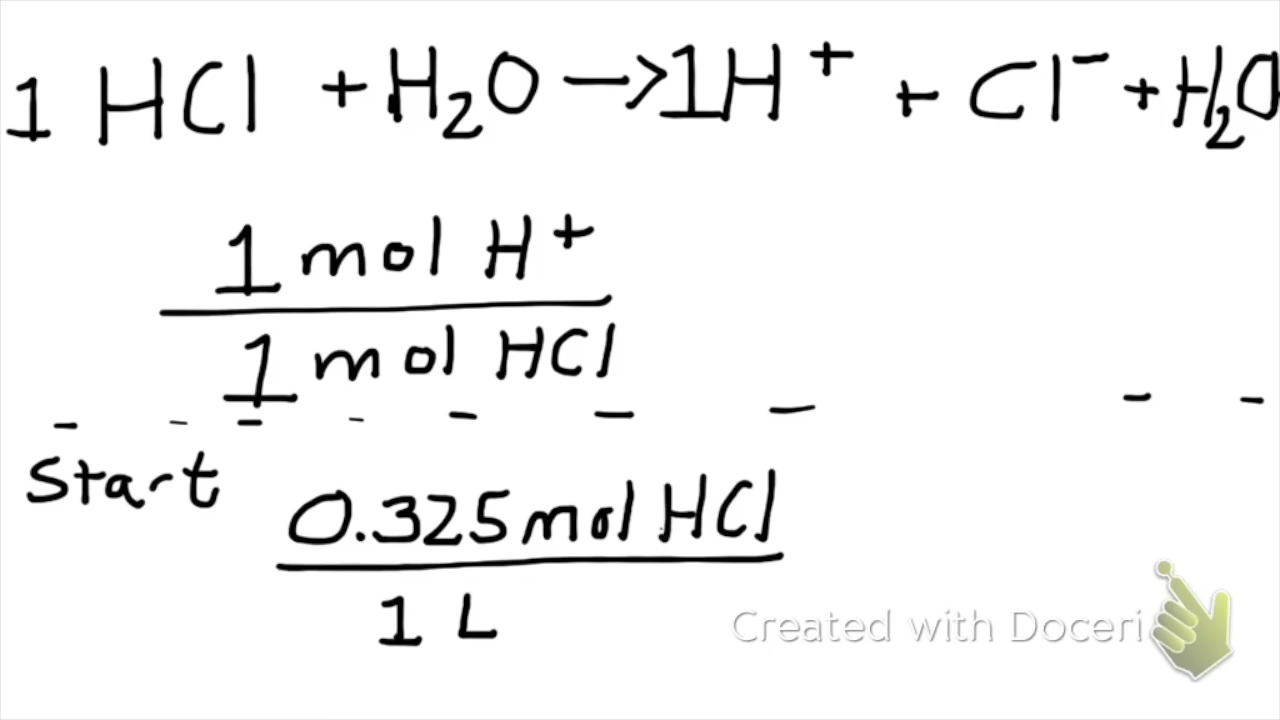 1 HCl + H₂O → 1H⁺ + Cl⁻ + H₂O
1 mol H⁺
1 mol HCl
Start
0.325 mol HCl
1 L
Created with Doceri